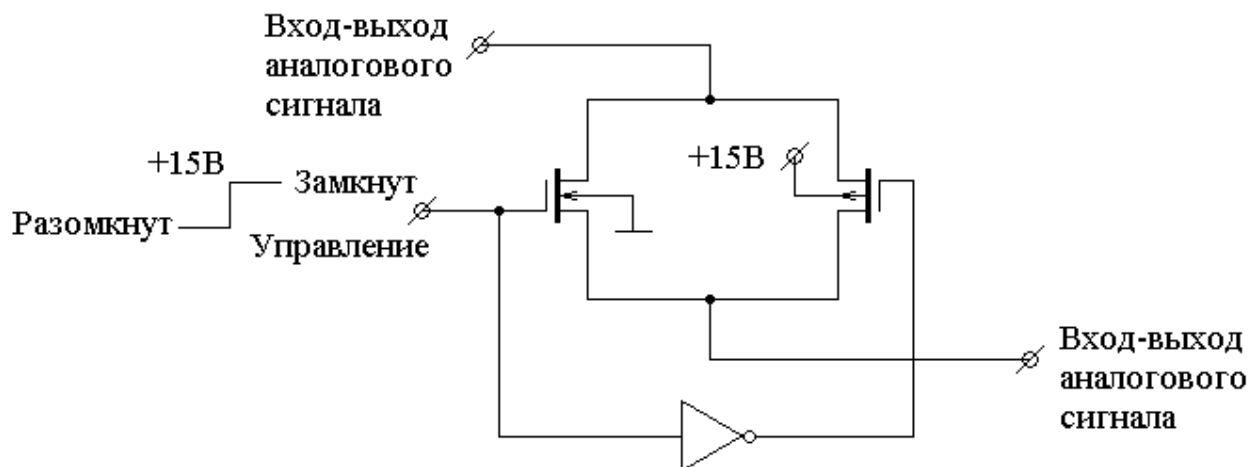 Вход-выход
аналогового
сигнала
+15В
Замкнут
Разомкнут
Управление
+15В
Вход-выход
аналогового
сигнала